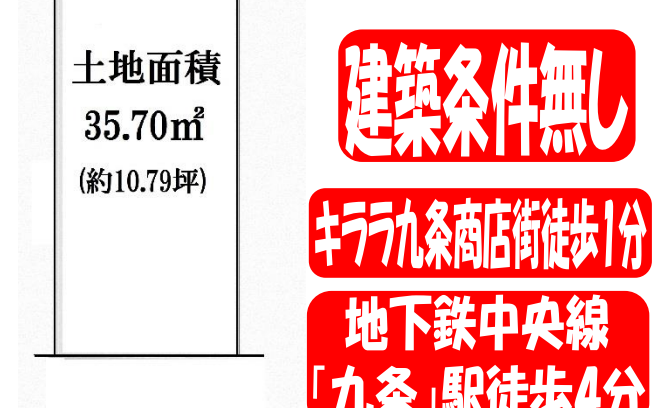 土地面積
35.70㎡
(約10.79坪)
建築条件無し
キララ九条商店街徒歩1分
地下鉄中央線
「九条」駅徒歩4分